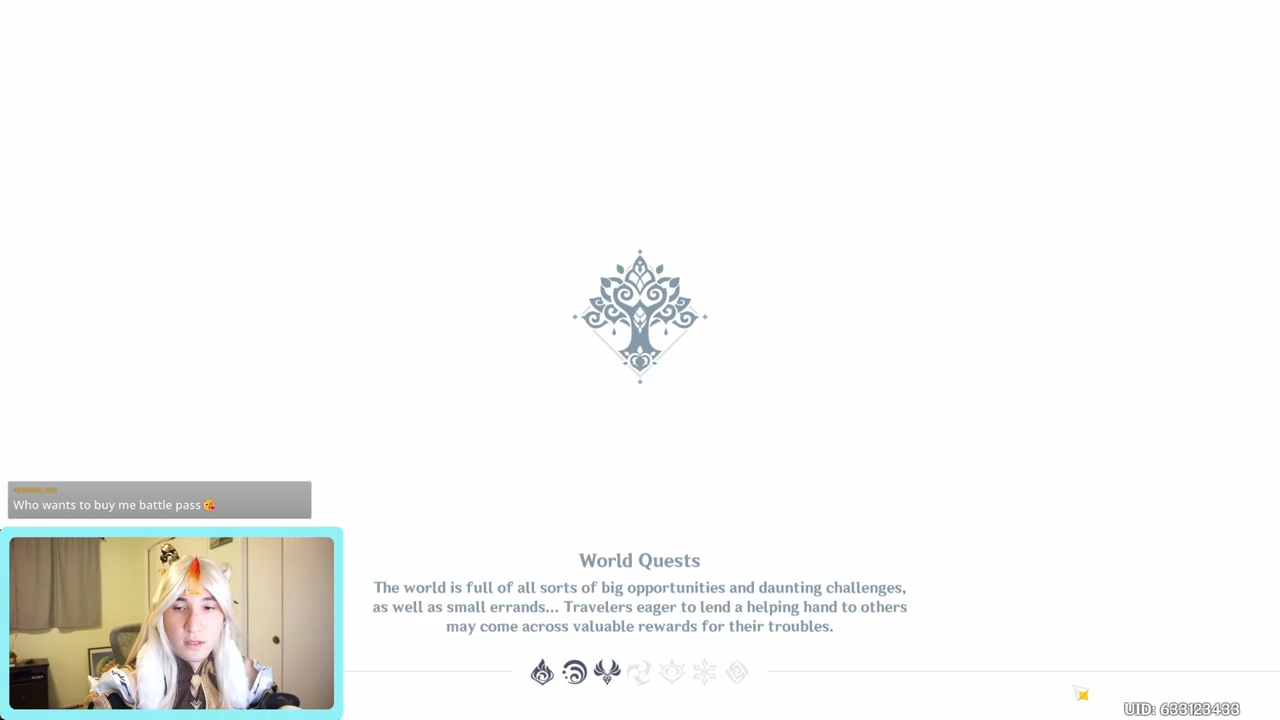 Who wants to buy me battle pass🥰
World Quests
The world is full of all sorts of big opportunities and daunting challenges,
as well as small errands... Travelers eager to lend a helping hand to others
may come across valuable rewards for their troubles.
UID: 633123433